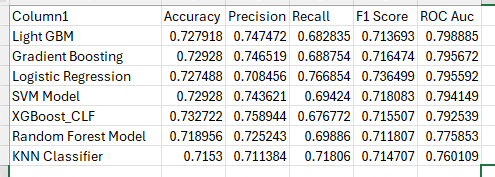 Column1 Accuracy Precision Recall F1 Score ROC Auc
Light GBM 0.727918 0.747472 0.682835 0.713693 0.798885
Gradient Boosting 0.72928 0.746519 0.688754 0.716474 0.795672
Logistic Regression 0.727488 0.708456 0.766854 0.736499 0.795592
SVM Model 0.72928 0.743621 0.69424 0.718083 0.794149
XGBoost_CLF 0.732722 0.758944 0.676772 0.715507 0.792539
Random Forest Model 0.718956 0.725243 0.69886 0.711807 0.775853
KNN Classifier 0.7153 0.711384 0.71806 0.714707 0.760109